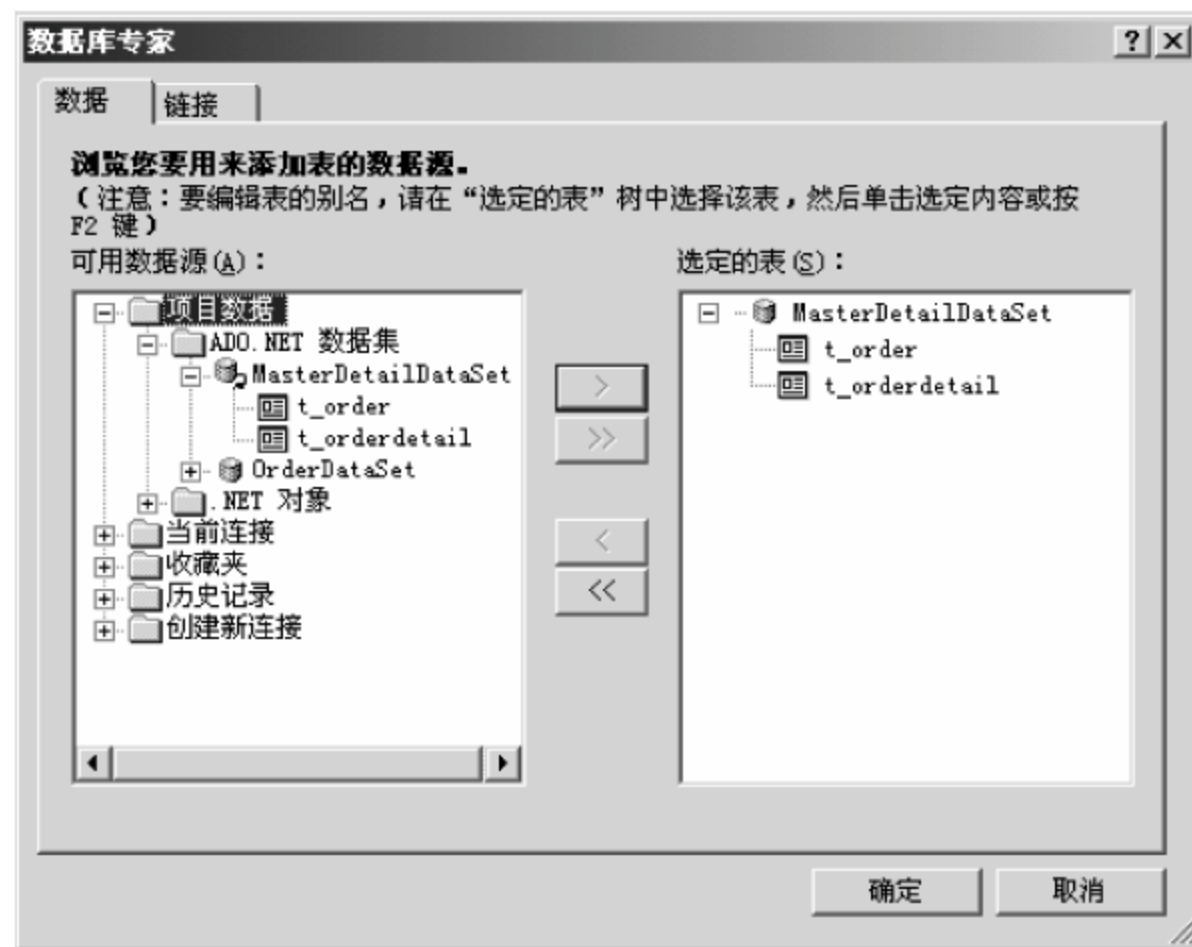 数据库专家
数据
链接
浏览您要用来添加表的数据源。
(注意：要编辑表的别名，请在“选定的表”树中选择该表，然后单击选定内容或按
F2 键)
可用数据源(A)：
选定的表(S)：
项目数据
ADO.NET 数据集
MasterDetailDataSet
t_order
t_orderdetail
OrderDataSet
.NET 对象
当前连接
收藏夹
历史记录
创建新连接
>
>>
<
<<
MasterDetailDataSet
t_order
t_orderdetail
确定
取消